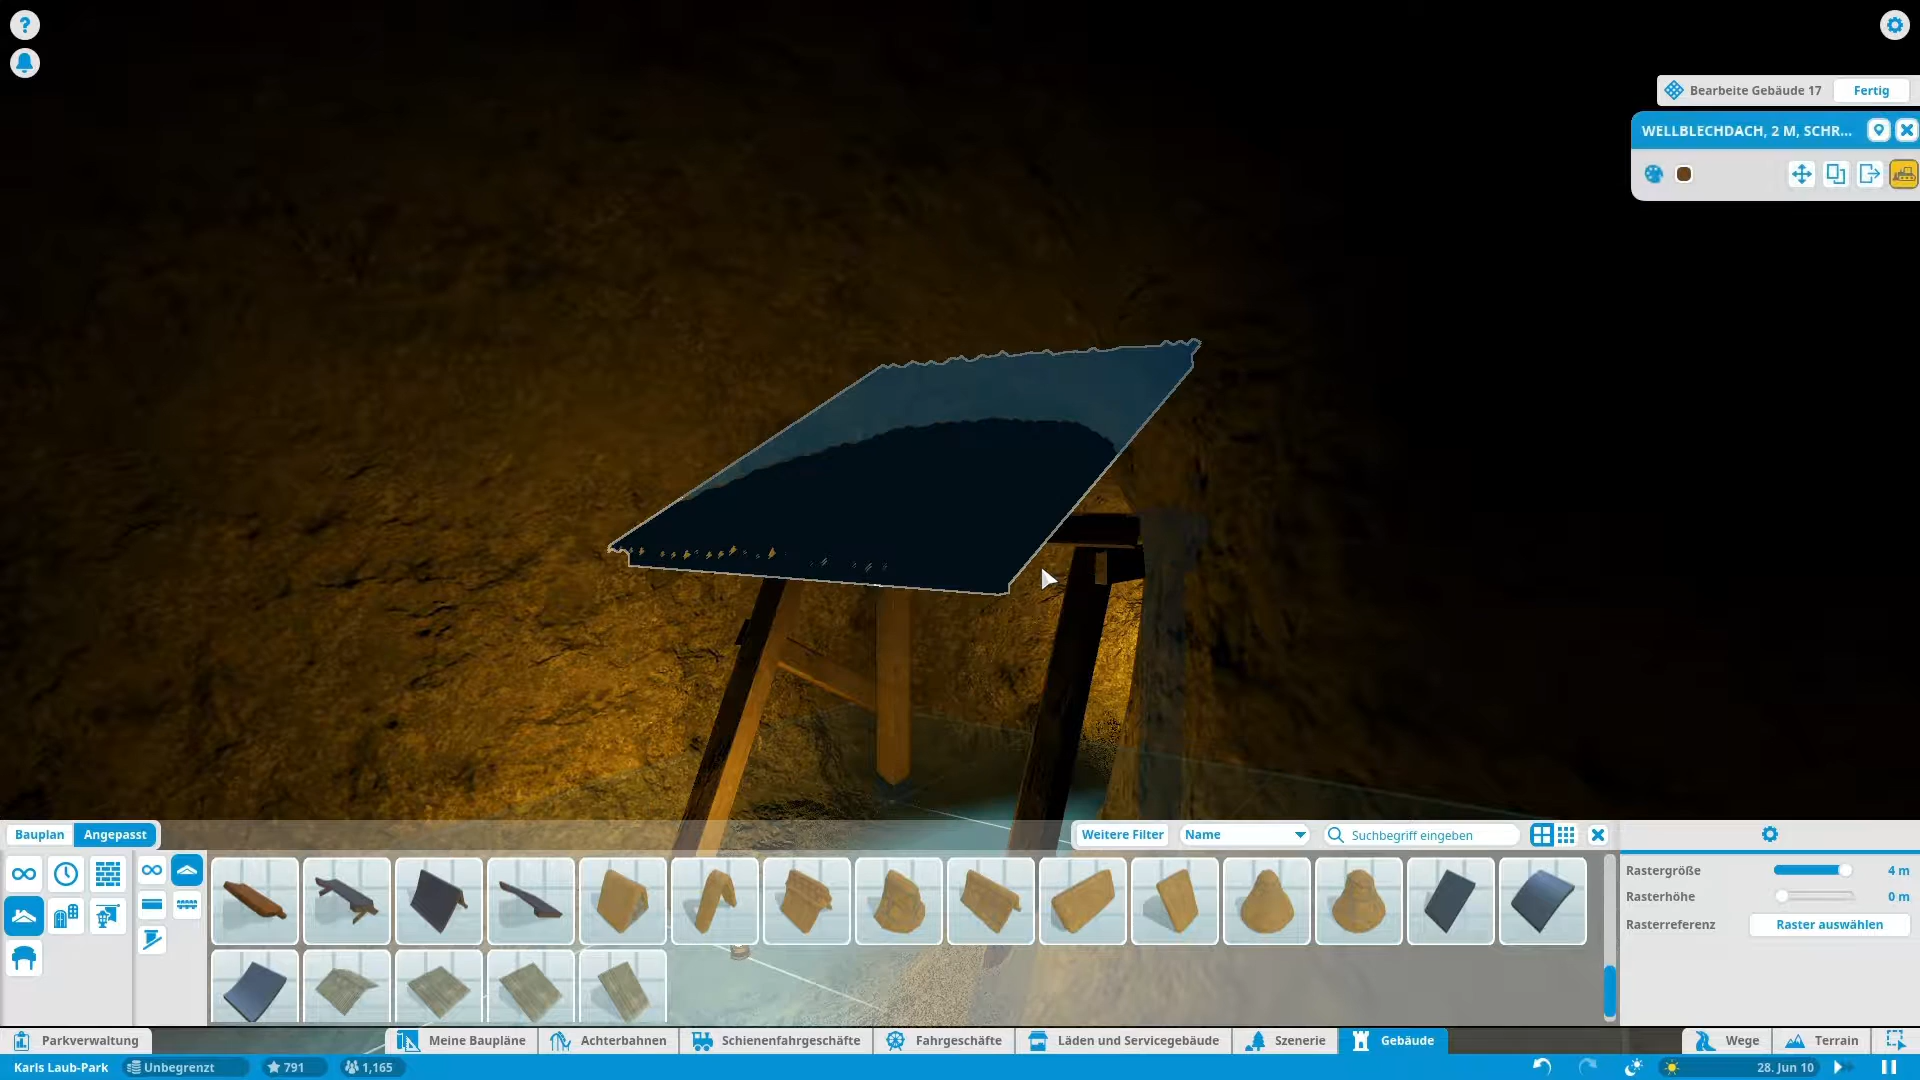 ?
Bearbeite Gebäude 17
Fertig
WELLBLECHDACH, 2 M, SCHR...
Bauplan
Angepasst
Weitere Filter
Name
Suchbegriff eingeben
Rastergröße
4 m
Rasterhöhe
0 m
Rasterreferenz
Raster auswählen
Parkverwaltung
Meine Baupläne
Achterbahnen
Schienenfahrgeschäfte
Fahrgeschäfte
Läden und Servicegebäude
Szenerie
Gebäude
Wege
Terrain
Karls Laub-Park
Unbegrenzt
791
1,165
28. Jun 10